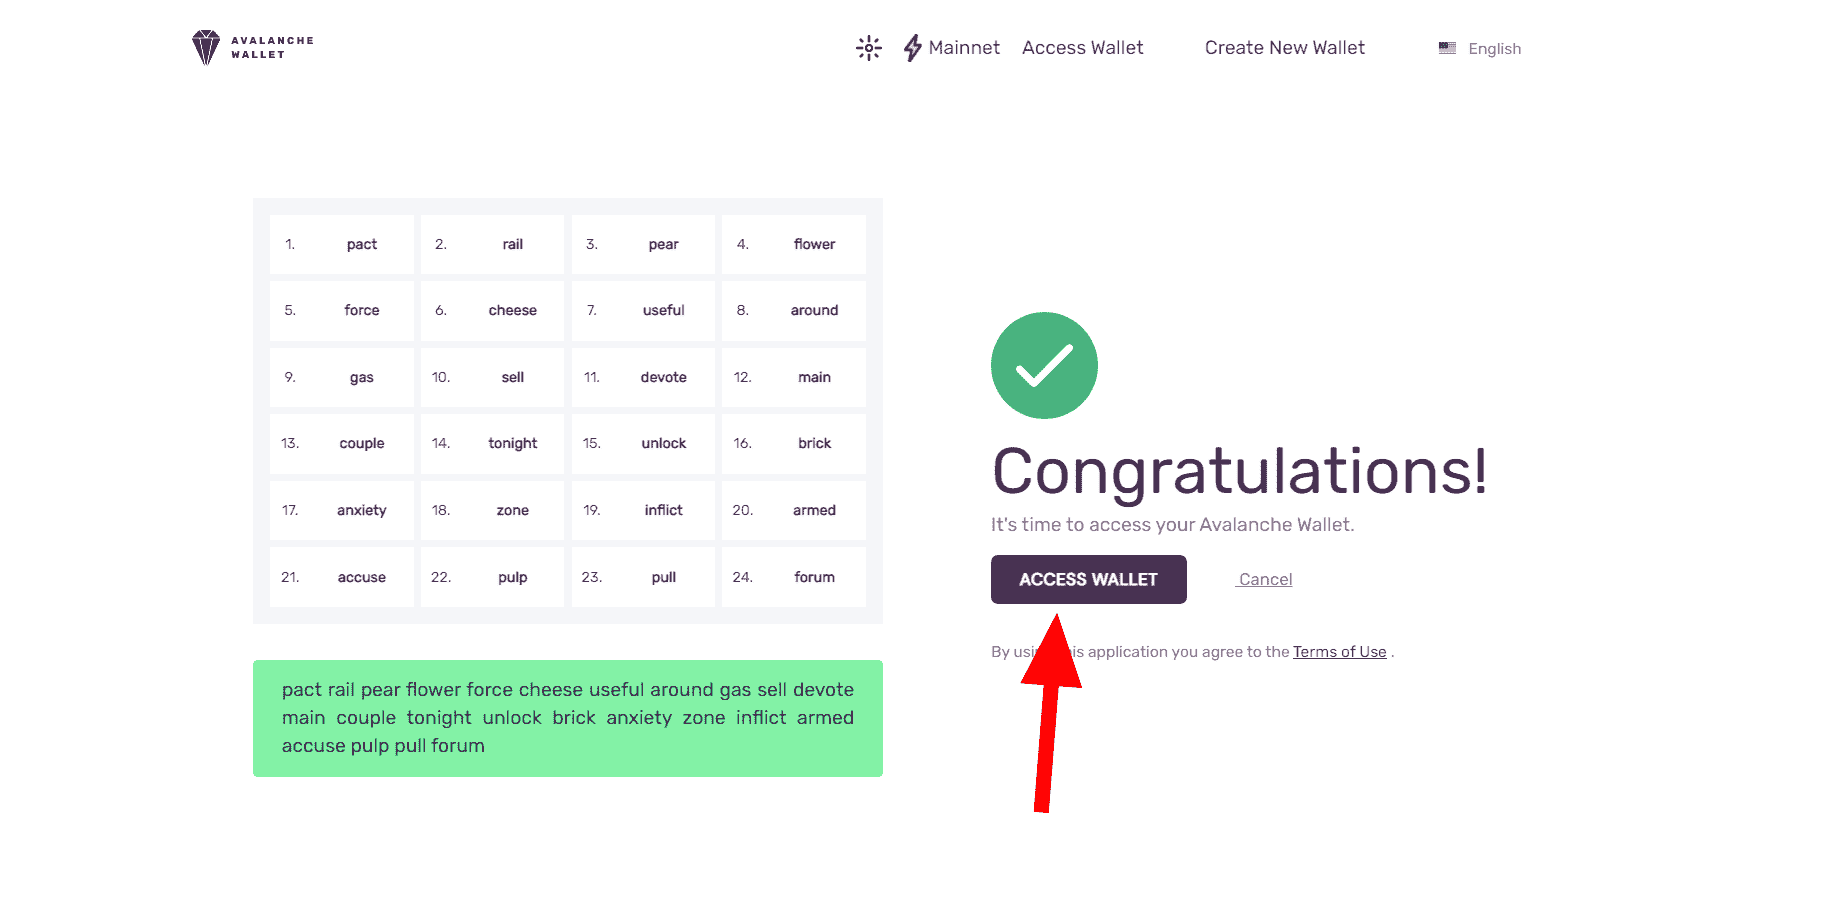 AVALANCHE
WALLET
Mainnet
Access Wallet
Create New Wallet
English
1. pact 2. rail 3. pear 4. flower
5. force 6. cheese 7. useful 8. around
9. gas 10. sell 11. devote 12. main
13. couple 14. tonight 15. unlock 16. brick
17. anxiety 18. zone 19. inflict 20. armed
21. accuse 22. pulp 23. pull 24. forum
pact rail pear flower force cheese useful around gas sell devote
main couple tonight unlock brick anxiety zone inflict armed
accuse pulp pull forum
Congratulations!
It's time to access your Avalanche Wallet.
ACCESS WALLET
Cancel
By using this application you agree to the Terms of Use .